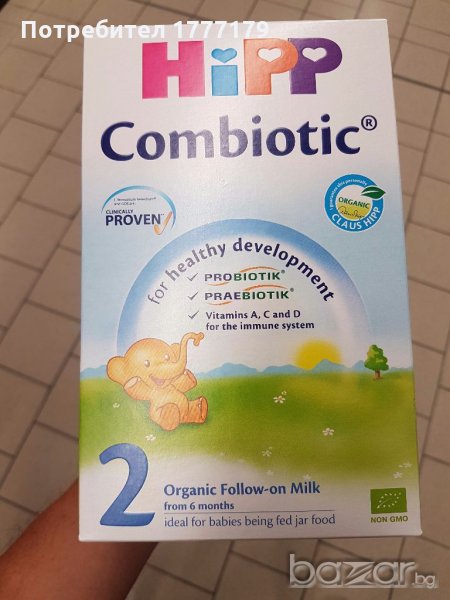 Потребител 1777179
HiPP
Combiotic®
CLINICALLY
PROVEN
ORGANIC
CLAUS HIPP
for healthy development
PROBIOTIK®
PRAEBIOTIK®
Vitamins A, C and D
for the immune system
2
Organic Follow-on Milk
from 6 months
ideal for babies being fed jar food
NON GMO
bazar.bg